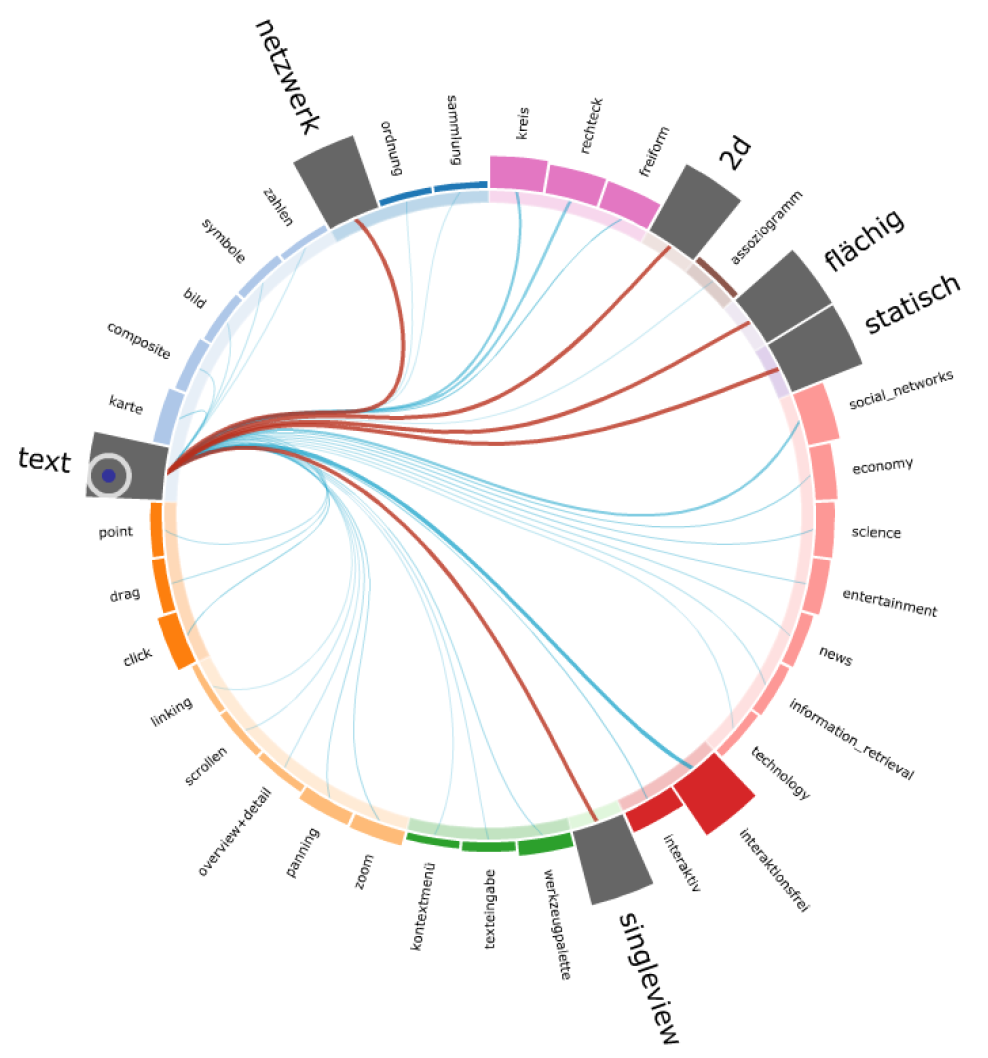 netzwerk
ordnung
sammlung
kreis
rechteck
freiform
2d
assoziogramm
flächig
statisch
social_networks
economy
science
entertainment
news
information_retrieval
technology
interaktionsfrei
interaktiv
singleview
werkzeugpalette
texteingabe
kontextmenü
zoom
panning
overview+detail
scrollen
linking
click
drag
point
text
karte
composite
bild
symbole
zahlen